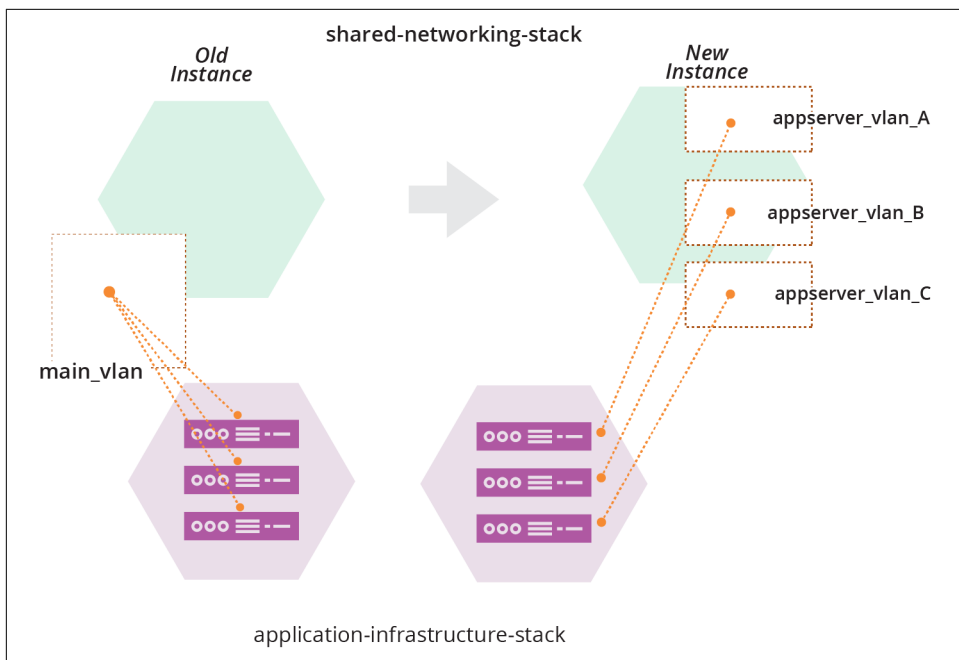 shared-networking-stack
Old
Instance
New
Instance
appserver_vlan_A
appserver_vlan_B
appserver_vlan_C
main_vlan
application-infrastructure-stack